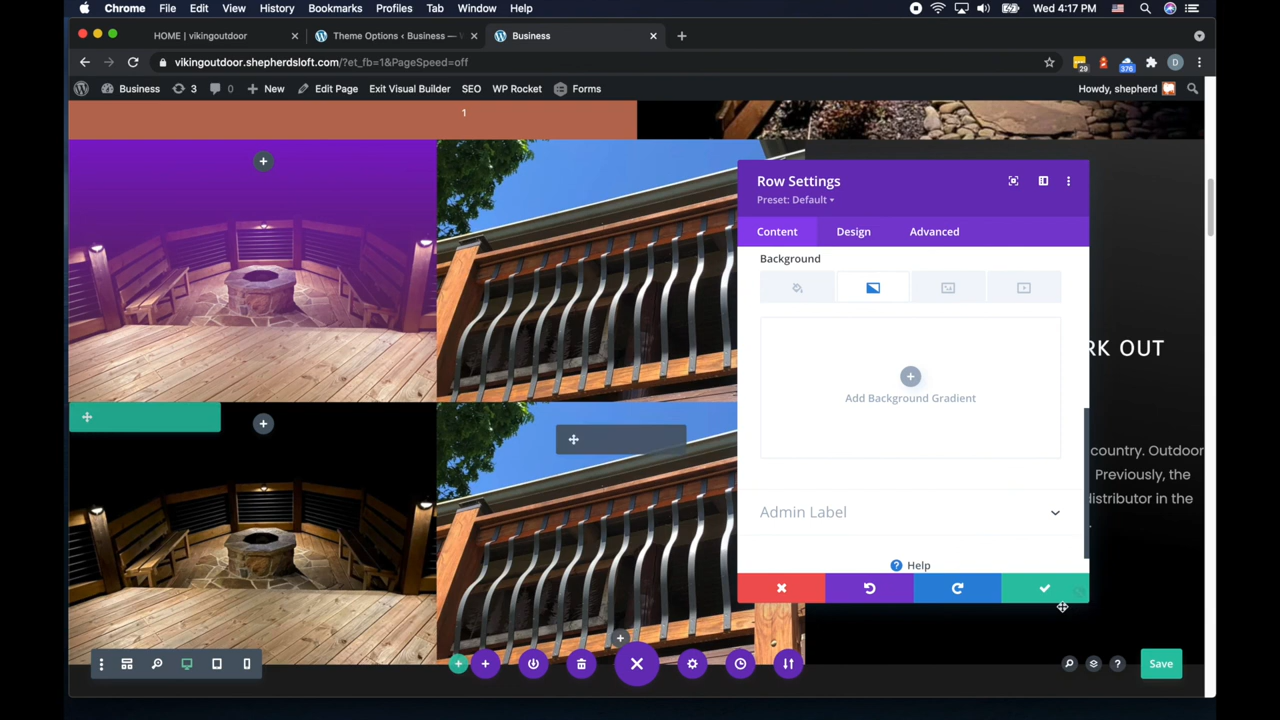 Chrome File Edit View History Bookmarks Profiles Tab Window Help Wed 4:17 PM
HOME | vikingoutdoor Theme Options ‹ Business — Business
vikingoutdoor.shepherdsloft.com/?et_fb=1&PageSpeed=off 29 376 D
Business 3 0 New Edit Page Exit Visual Builder SEO WP Rocket Forms Howdy, shepherd
1
Row Settings
Preset: Default
Content Design Advanced
Background
RK OUT
Add Background Gradient
country. Outdoor
Previously, the
distributor in the
Admin Label
Help
Save